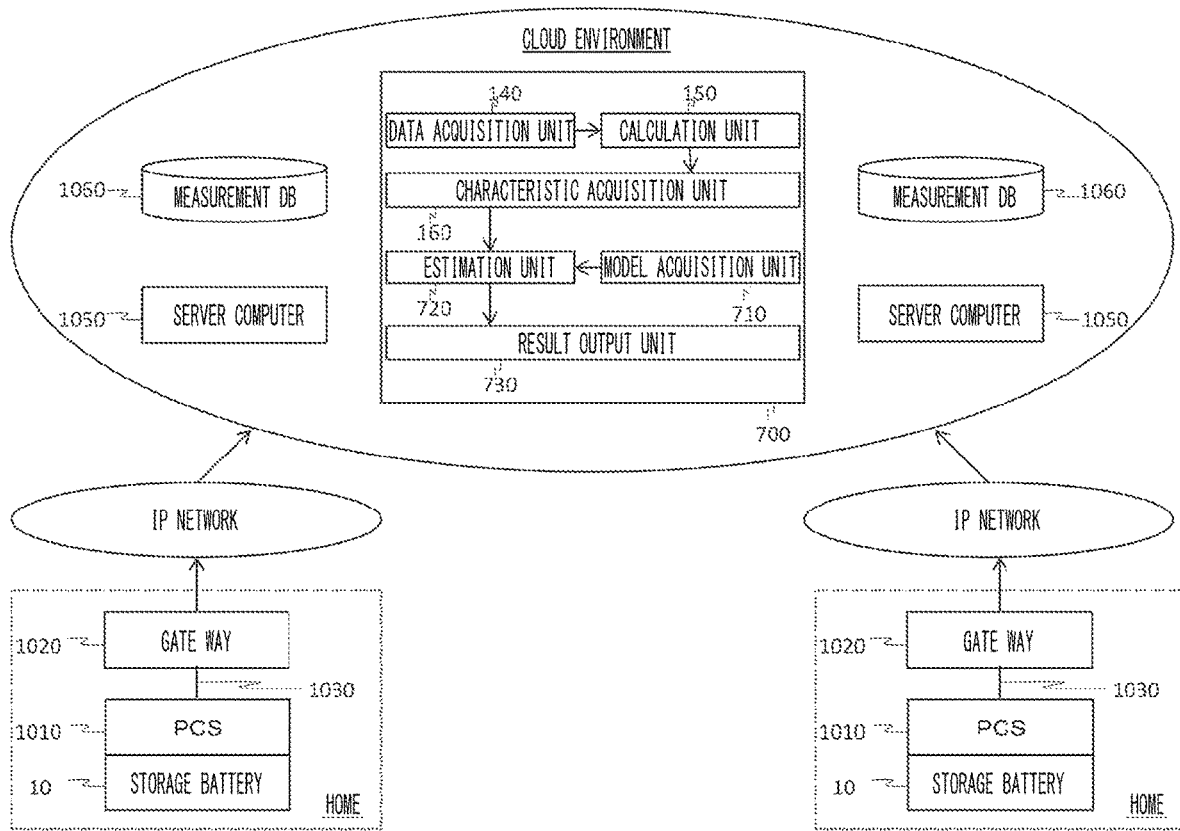 CLOUD ENVIRONMENT
140
150
DATA ACQUISITION UNIT
CALCULATION UNIT
1060
MEASUREMENT DB
CHARACTERISTIC ACQUISITION UNIT
MEASUREMENT DB
1060
160
ESTIMATION UNIT
MODEL ACQUISITION UNIT
720
710
1050
SERVER COMPUTER
RESULT OUTPUT UNIT
SERVER COMPUTER
1050
730
700
IP NETWORK
IP NETWORK
1020
GATE WAY
1030
1010
PCS
10
STORAGE BATTERY
HOME
1020
GATE WAY
1030
1010
PCS
10
STORAGE BATTERY
HOME